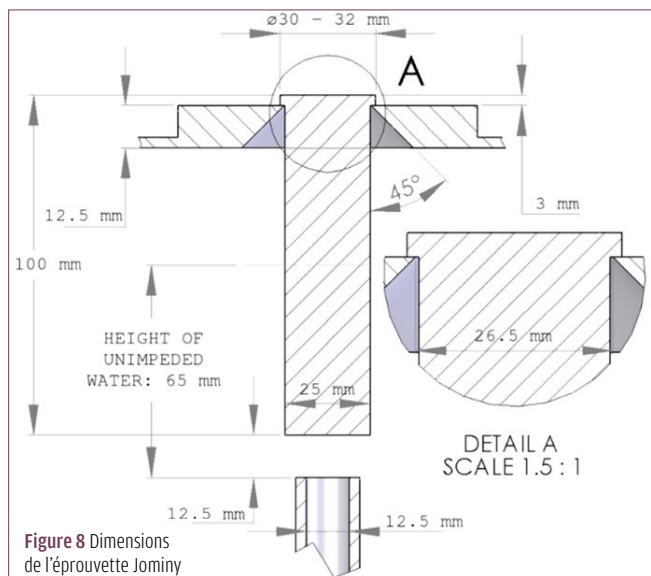 ø30 – 32 mm
A
12.5 mm
45°
3 mm
100 mm
HEIGHT OF
UNIMPEDED
WATER: 65 mm
26.5 mm
25 mm
DETAIL A
SCALE 1.5 : 1
12.5 mm
12.5 mm
Figure 8 Dimensions
de l'éprouvette Jominy